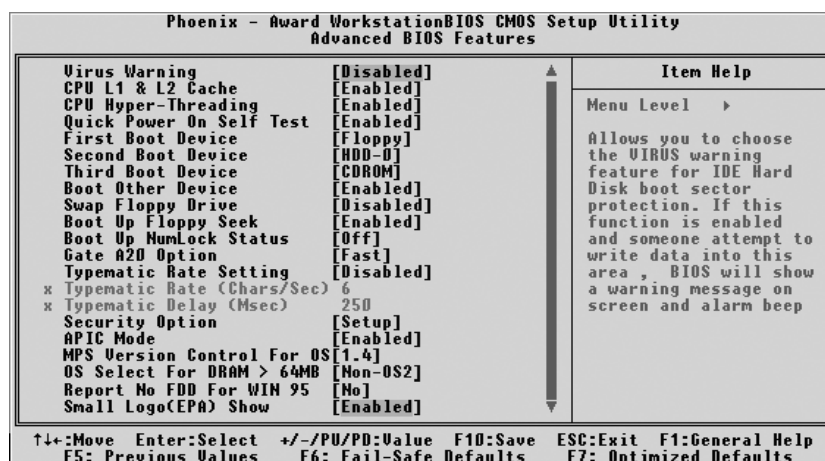 Phoenix - Award WorkstationBIOS CMOS Setup Utility
Advanced BIOS Features
Virus Warning [Disabled]
CPU L1 & L2 Cache [Enabled]
CPU Hyper-Threading [Enabled]
Quick Power On Self Test [Enabled]
First Boot Device [Floppy]
Second Boot Device [HDD-0]
Third Boot Device [CDROM]
Boot Other Device [Enabled]
Swap Floppy Drive [Disabled]
Boot Up Floppy Seek [Enabled]
Boot Up NumLock Status [Off]
Gate A20 Option [Fast]
Typematic Rate Setting [Disabled]
x Typematic Rate (Chars/Sec) 6
x Typematic Delay (Msec) 250
Security Option [Setup]
APIC Mode [Enabled]
MPS Version Control For OS[1.4]
OS Select For DRAM > 64MB [Non-OS2]
Report No FDD For WIN 95 [No]
Small Logo(EPA) Show [Enabled]
Item Help
Menu Level
Allows you to choose
the VIRUS warning
feature for IDE Hard
Disk boot sector
protection. If this
function is enabled
and someone attempt to
write data into this
area , BIOS will show
a warning message on
screen and alarm beep
↑↓←:Move Enter:Select +/-/PU/PD:Value F10:Save ESC:Exit F1:General Help
F5: Previous Values F6: Fail-Safe Defaults F7: Optimized Defaults